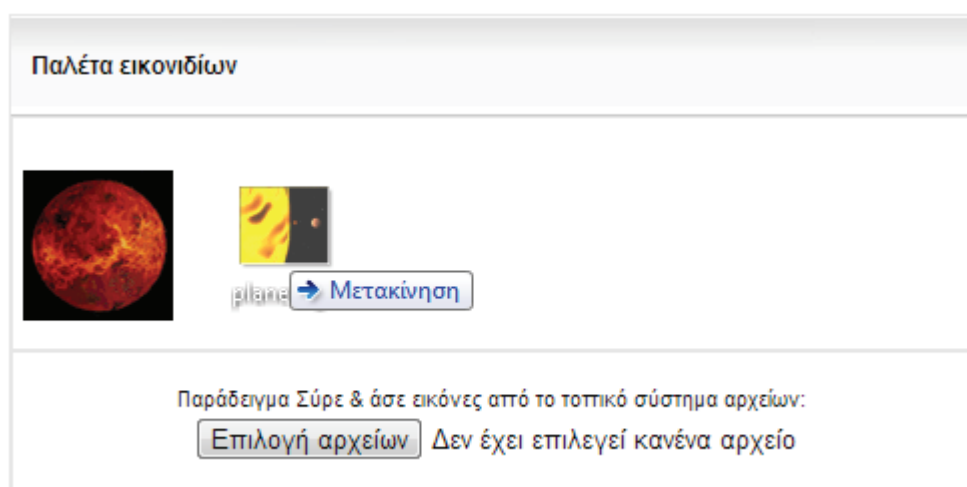 Παλέτα εικονιδίων
Μετακίνηση
Παράδειγμα Σύρε & άσε εικόνες από το τοπικό σύστημα αρχείων:
Επιλογή αρχείων Δεν έχει επιλεγεί κανένα αρχείο